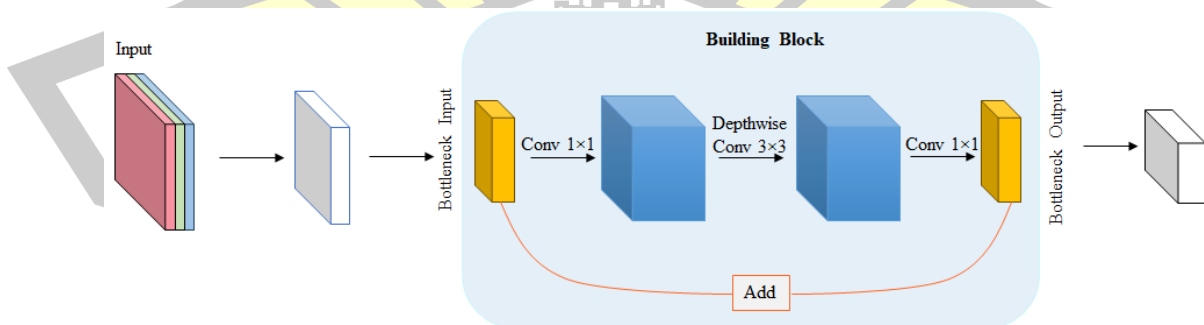 Building Block
Input
Bottleneck Input
Conv 1×1
Depthwise
Conv 3×3
Conv 1×1
Bottleneck Output
Add